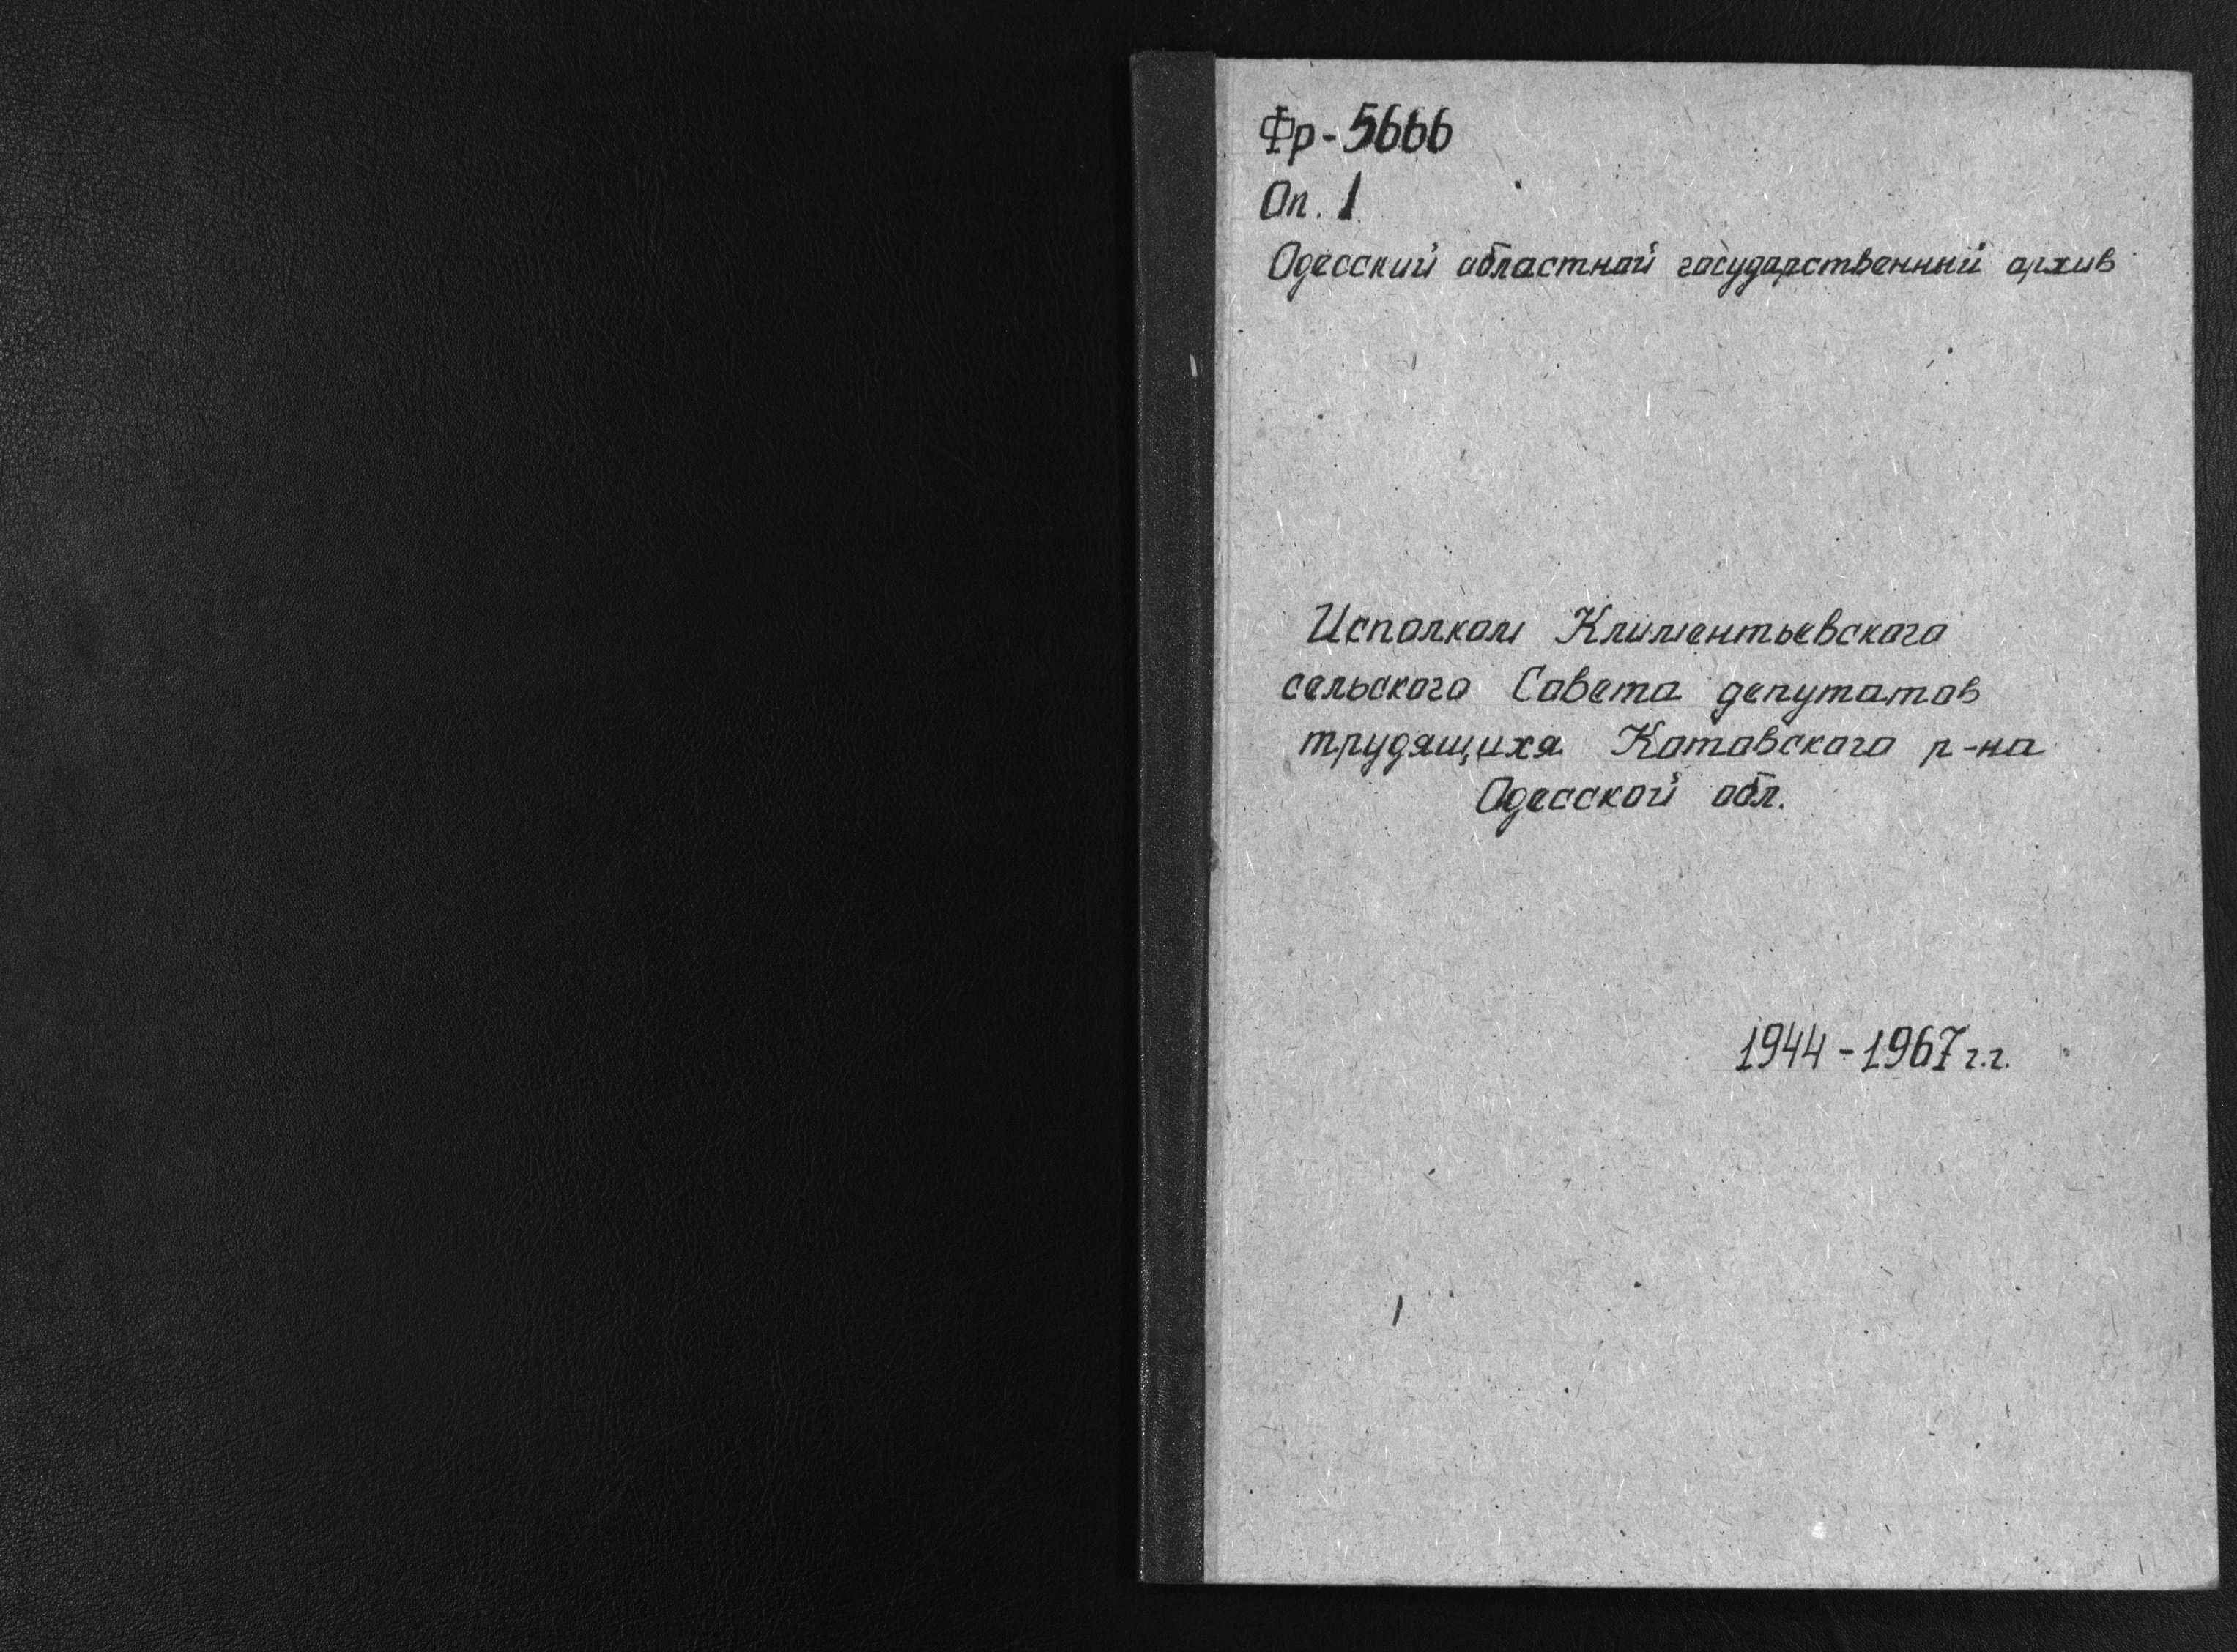 Фр-5666
Оп. 1
Одесский областной государственный архив
Исполком Климентьевского
сельского Совета депутатов
трудящихя Котовского р-на
Одесской обл.
1944-1967 г.г.